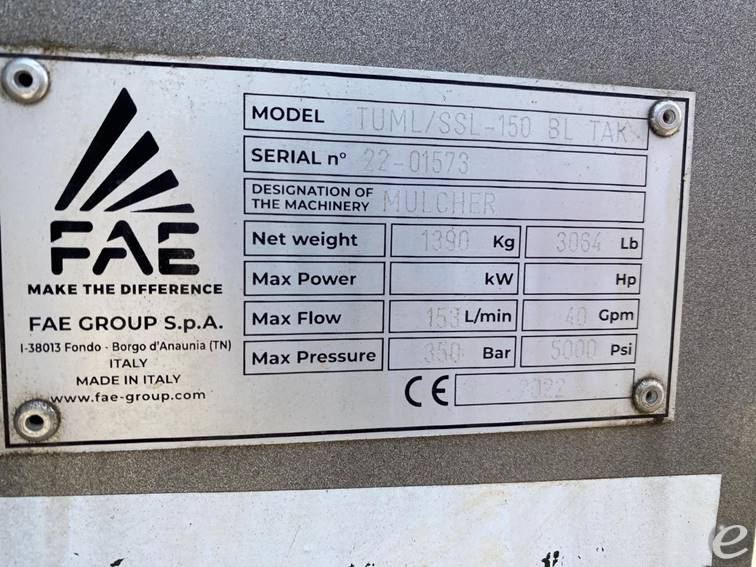 FAE
MAKE THE DIFFERENCE
FAE GROUP S.p.A.
I-38013 Fondo - Borgo d'Anaunia (TN)
ITALY
MADE IN ITALY
www.fae-group.com
MODEL TUML/SSL-150 BL TAK
SERIAL n° 22-01573
DESIGNATION OF
THE MACHINERY MULCHER
Net weight 1390 Kg 3064 Lb
Max Power kW Hp
Max Flow 153 L/min 40 Gpm
Max Pressure 350 Bar 5000 Psi
CE 2022
e